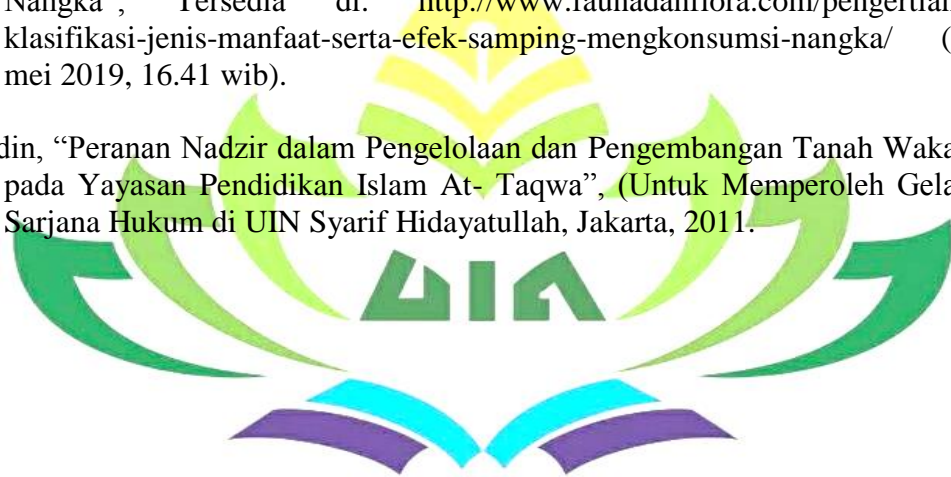 Nangka", Tersedia di: http://www.faunadanflora.com/pengertian
klasifikasi-jenis-manfaat-serta-efek-samping-mengkonsumsi-nangka/ (
mei 2019, 16.41 wib).
din, “Peranan Nadzir dalam Pengelolaan dan Pengembangan Tanah Waka
pada Yayasan Pendidikan Islam At- Taqwa”, (Untuk Memperoleh Gela
Sarjana Hukum di UIN Syarif Hidayatullah, Jakarta, 2011.
UIN